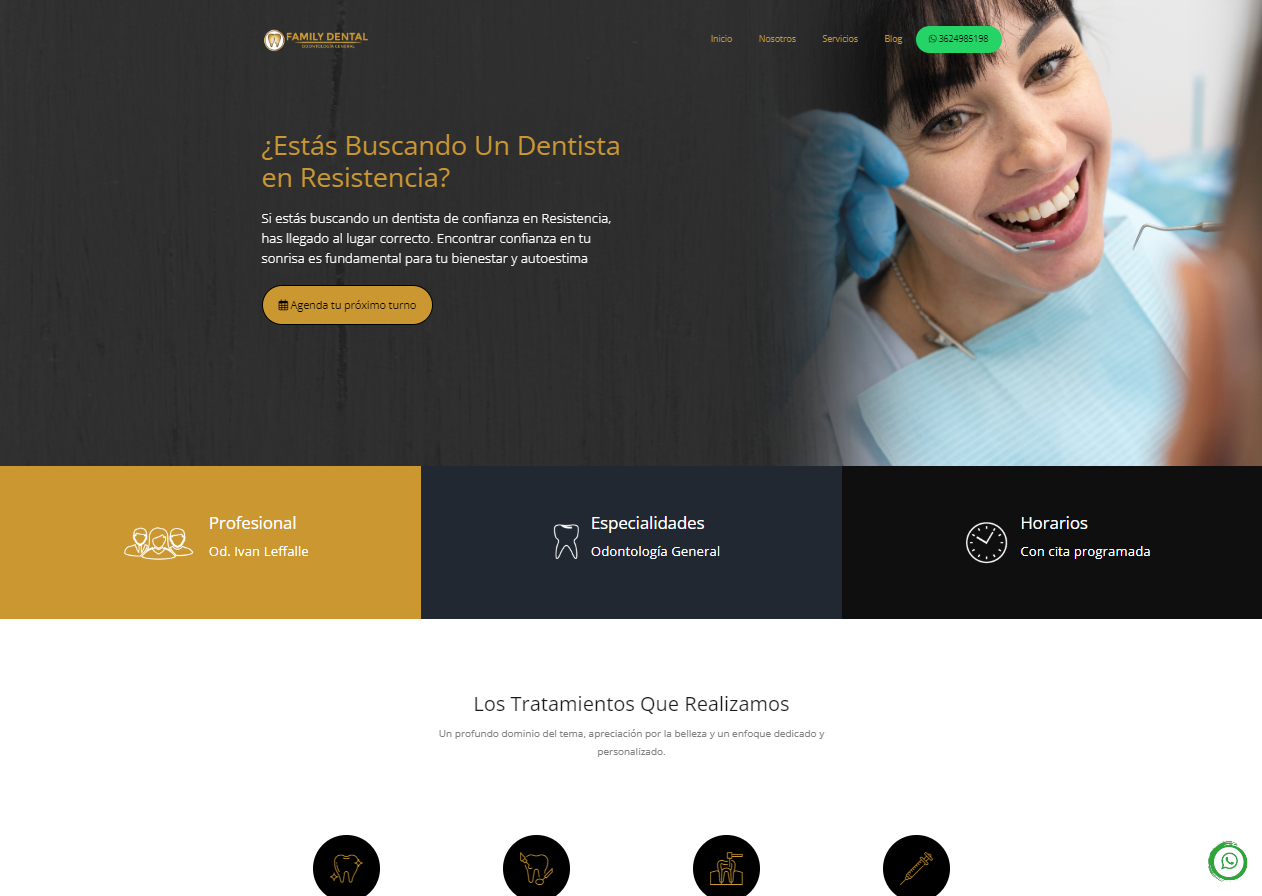 FAMILY DENTAL
ODONTOLOGÍA GENERAL
Inicio
Nosotros
Servicios
Blog
3624985198
¿Estás Buscando Un Dentista
en Resistencia?
Si estás buscando un dentista de confianza en Resistencia,
has llegado al lugar correcto. Encontrar confianza en tu
sonrisa es fundamental para tu bienestar y autoestima
Agenda tu próximo turno
Profesional
Od. Ivan Leffalle
Especialidades
Odontología General
Horarios
Con cita programada
Los Tratamientos Que Realizamos
Un profundo dominio del tema, apreciación por la belleza y un enfoque dedicado y
personalizado.